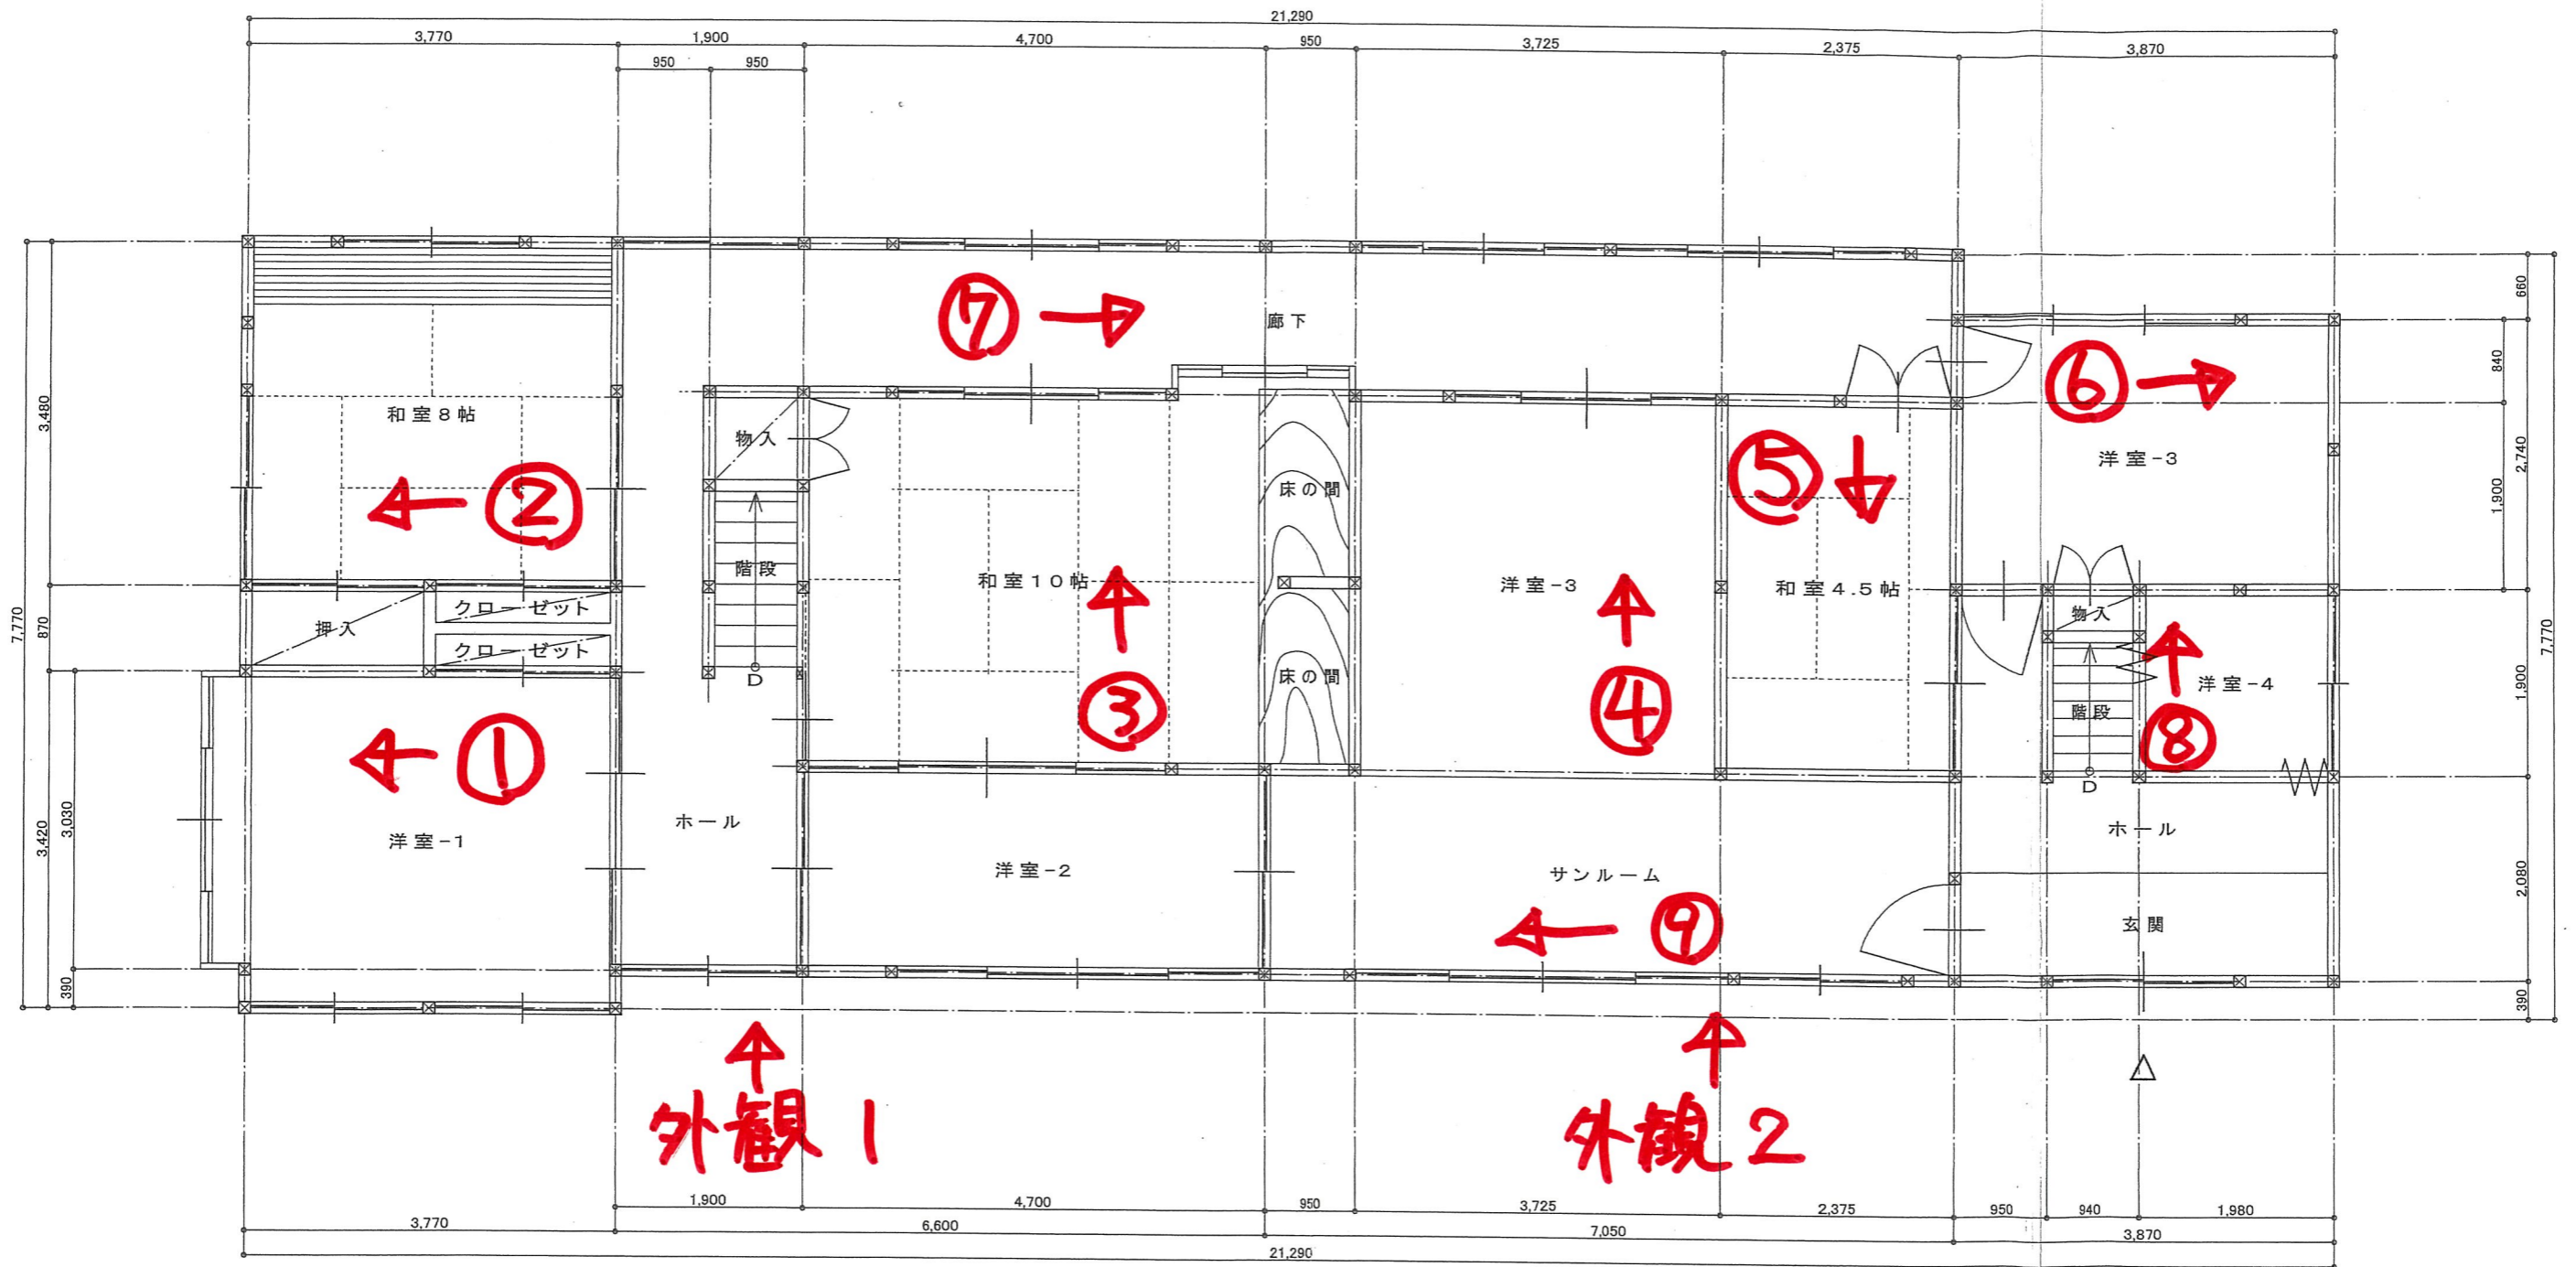 21,290
3,770 1,900 4,700 950 3,725 2,375 3,870
950 950
⑦ → 廊下
660
840
3,480
7,770
870
3,420
3,030
390
2,740
1,900
1,900
7,770
2,080
390
和室8帖
← ②
物入
階段
D
和室10帖
↑
③
床の間
床の間
洋室-3
↑
④
⑤ ↓
和室4.5帖
⑥ →
洋室-3
物入
階段
D
↑
⑧
洋室-4
押入
クローゼット
クローゼット
← ①
洋室-1
ホール
洋室-2
サンルーム
← ⑨
ホール
玄関
△
↑
外観1
↑
外観2
1,900 4,700 950 3,725 2,375 950 940 1,980
3,770 6,600 7,050 3,870
21,290